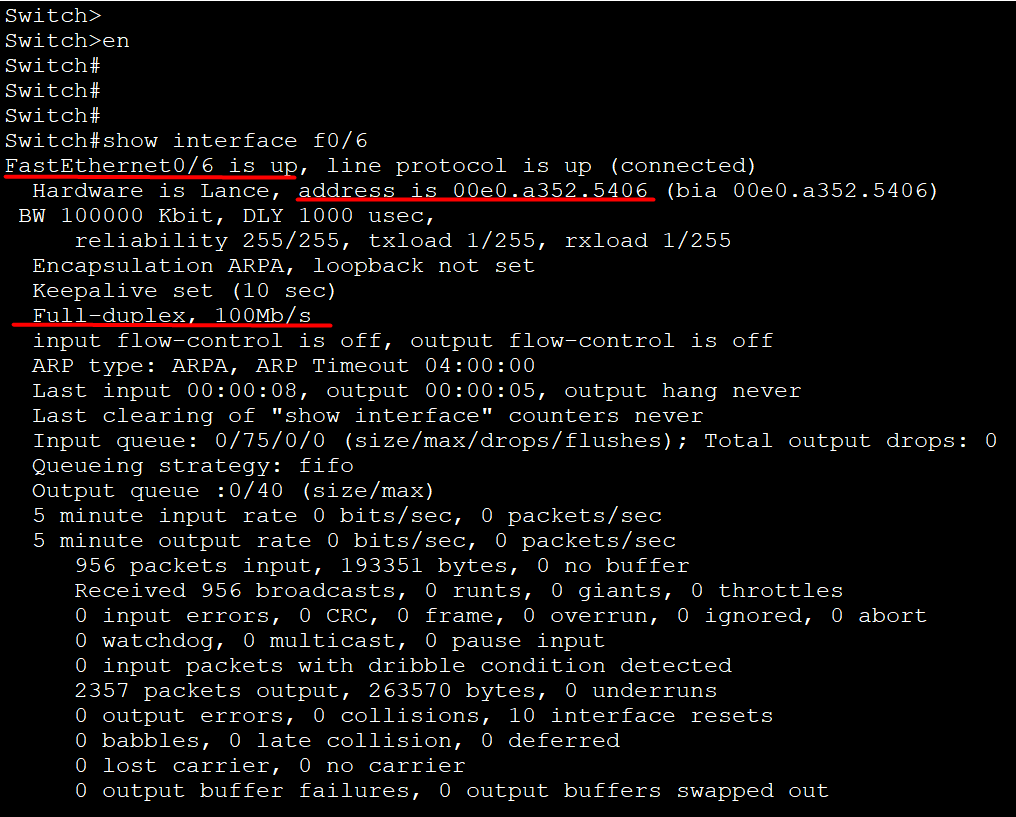 Switch>
Switch>en
Switch#
Switch#
Switch#
Switch#show interface f0/6
FastEthernet0/6 is up, line protocol is up (connected)
Hardware is Lance, address is 00e0.a352.5406 (bia 00e0.a352.5406)
BW 100000 Kbit, DLY 1000 usec,
reliability 255/255, txload 1/255, rxload 1/255
Encapsulation ARPA, loopback not set
Keepalive set (10 sec)
Full-duplex, 100Mb/s
input flow-control is off, output flow-control is off
ARP type: ARPA, ARP Timeout 04:00:00
Last input 00:00:08, output 00:00:05, output hang never
Last clearing of "show interface" counters never
Input queue: 0/75/0/0 (size/max/drops/flushes); Total output drops: 0
Queueing strategy: fifo
Output queue :0/40 (size/max)
5 minute input rate 0 bits/sec, 0 packets/sec
5 minute output rate 0 bits/sec, 0 packets/sec
956 packets input, 193351 bytes, 0 no buffer
Received 956 broadcasts, 0 runts, 0 giants, 0 throttles
0 input errors, 0 CRC, 0 frame, 0 overrun, 0 ignored, 0 abort
0 watchdog, 0 multicast, 0 pause input
0 input packets with dribble condition detected
2357 packets output, 263570 bytes, 0 underruns
0 output errors, 0 collisions, 10 interface resets
0 babbles, 0 late collision, 0 deferred
0 lost carrier, 0 no carrier
0 output buffer failures, 0 output buffers swapped out